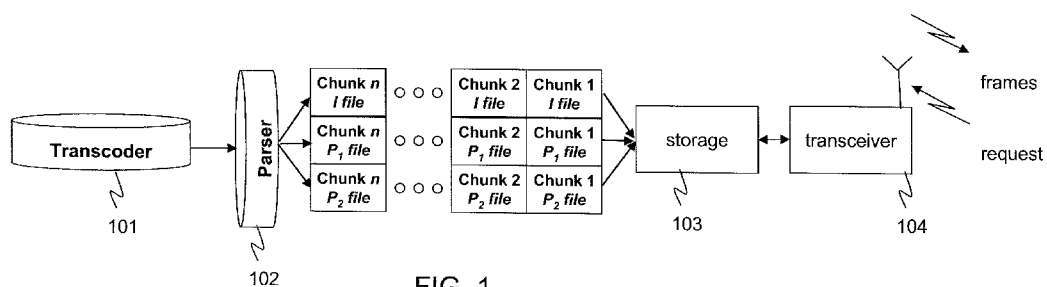 Transcoder
101
Parser
102
Chunk n
I file
Chunk 2
I file
Chunk 1
I file
Chunk n
P1 file
Chunk 2
P1 file
Chunk 1
P1 file
Chunk n
P2 file
Chunk 2
P2 file
Chunk 1
P2 file
storage
103
transceiver
104
frames
request
FIG. 1